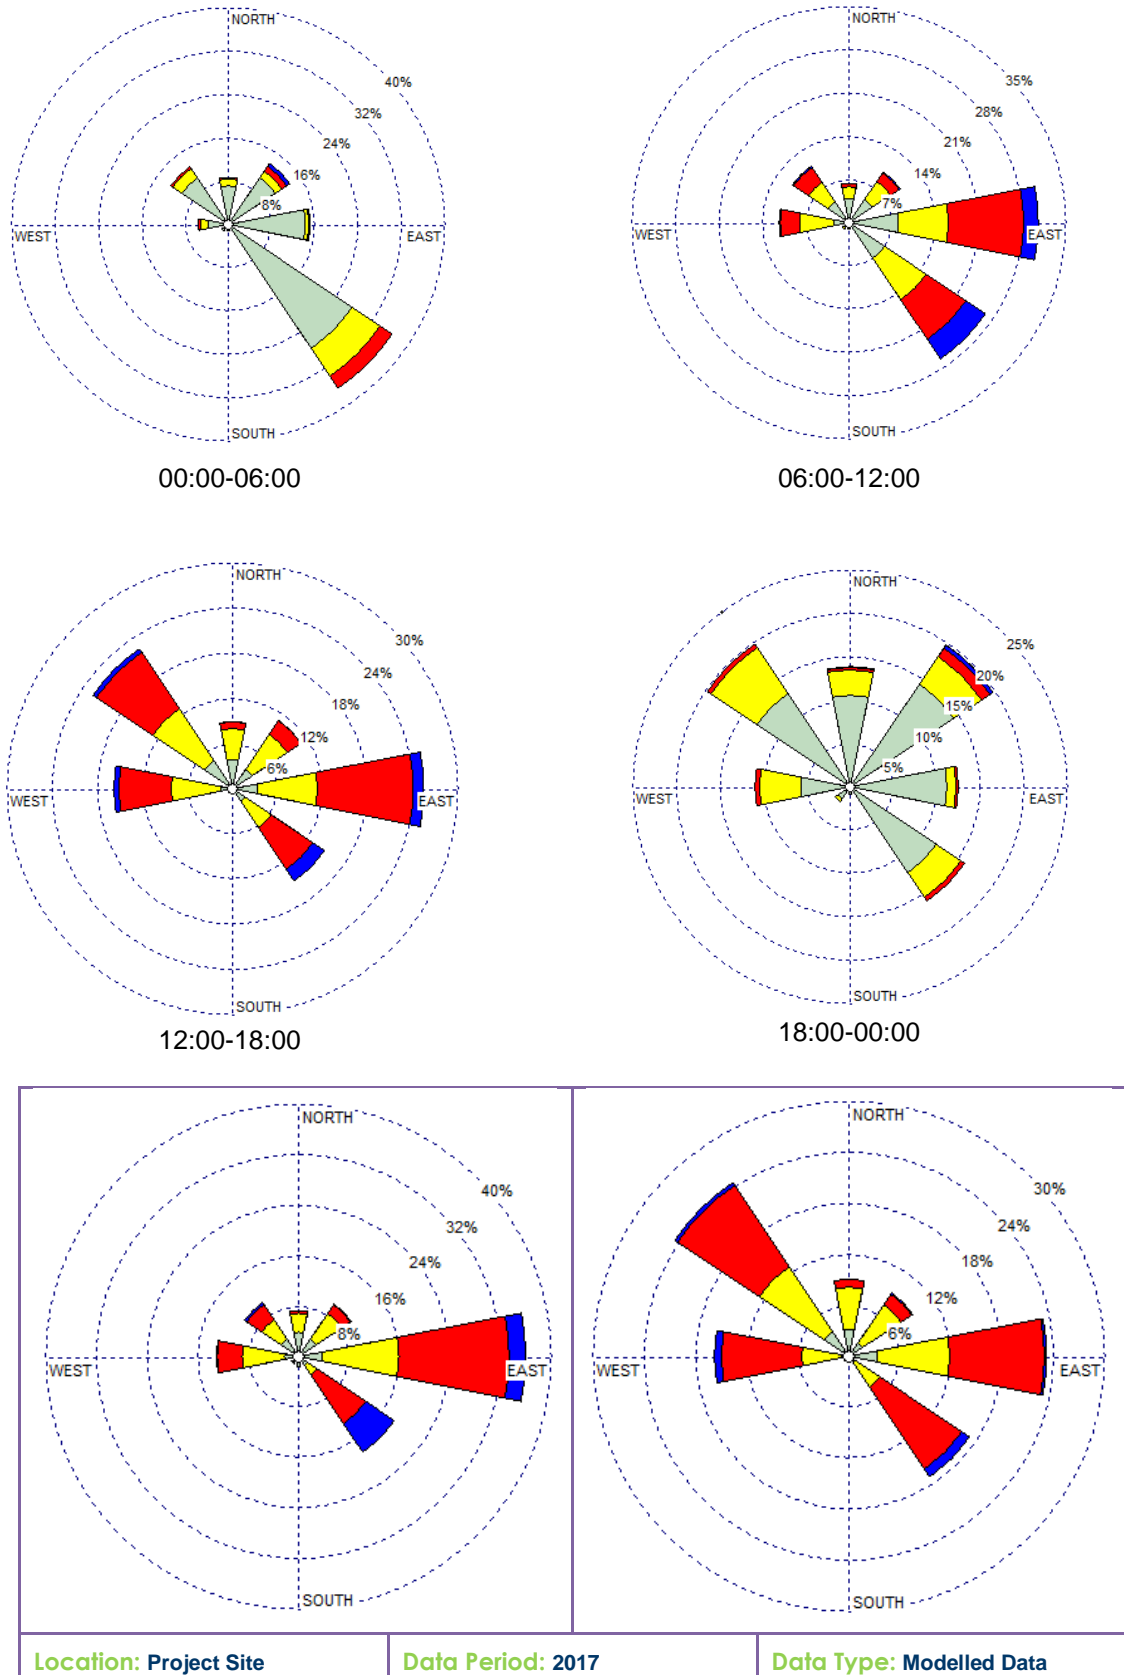 NORTH
40%
32%
24%
16%
8%
WEST
EAST
SOUTH
00:00-06:00
NORTH
35%
28%
21%
14%
7%
WEST
EAST
SOUTH
06:00-12:00
NORTH
30%
24%
18%
12%
6%
WEST
EAST
SOUTH
12:00-18:00
NORTH
25%
20%
15%
10%
5%
WEST
EAST
SOUTH
18:00-00:00
NORTH
40%
32%
24%
16%
8%
WEST
EAST
SOUTH
NORTH
30%
24%
18%
12%
6%
WEST
EAST
SOUTH
Location: Project Site
Data Period: 2017
Data Type: Modelled Data